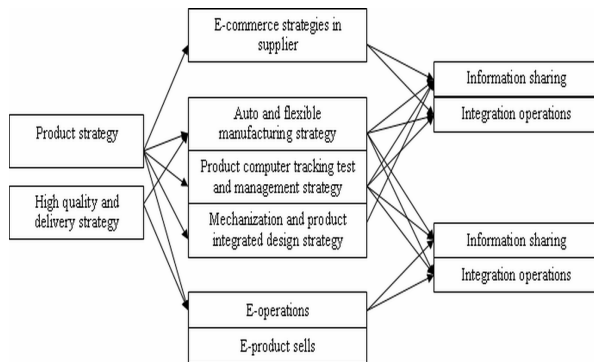 Product strategy
High quality and
delivery strategy
E-commerce strategies in
supplier
Auto and flexible
manufacturing strategy
Product computer tracking test
and management strategy
Mechanization and product
integrated design strategy
E-operations
E-product sells
Information sharing
Integration operations
Information sharing
Integration operations